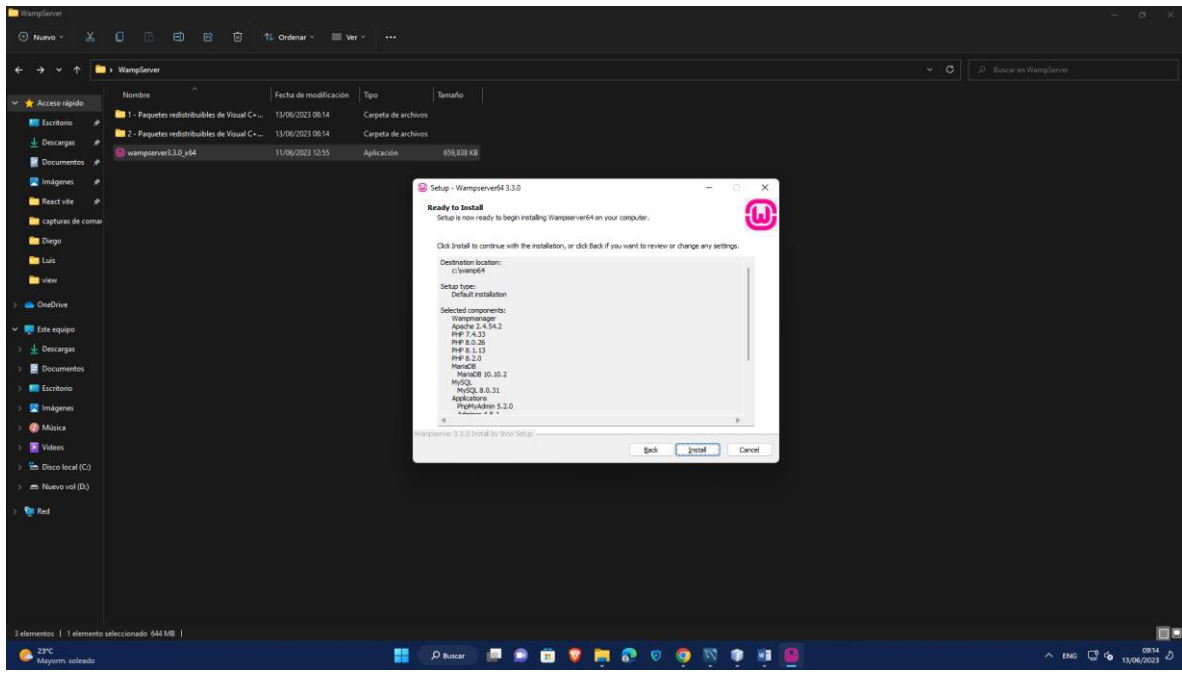 WampServer
Nuevo
Ordenar
Ver
WampServer
Buscar en WampServer
Acceso rápido
Escritorio
Descargas
Documentos
Imágenes
React vite
capturas de comar
Diego
Luis
view
OneDrive
Este equipo
Descargas
Documentos
Escritorio
Imágenes
Música
Videos
Disco local (C:)
Nuevo vol (D:)
Red
Nombre Fecha de modificación Tipo Tamaño
1 - Paquetes redistribuibles de Visual C+... 13/06/2023 08:14 Carpeta de archivos
2 - Paquetes redistribuibles de Visual C+... 13/06/2023 08:14 Carpeta de archivos
wampserver3.3.0_x64 11/06/2023 12:55 Aplicación 659,838 KB
Setup - Wampserver64 3.3.0
Ready to Install
Setup is now ready to begin installing Wampserver64 on your computer.
Click Install to continue with the installation, or click Back if you want to review or change any settings.
Destination location:
c:\wamp64
Setup type:
Default installation
Selected components:
Wampmanager
Apache 2.4.54.2
PHP 7.4.33
PHP 8.0.26
PHP 8.1.13
PHP 8.2.0
MariaDB
MariaDB 10.10.2
MySQL
MySQL 8.0.31
Applications
PhpMyAdmin 5.2.0
Wampserver 3.3.0 Install by Inno Setup
Back Install Cancel
3 elementos 1 elemento seleccionado 644 MB
23°C
Mayorm. soleado
Buscar
ENG
09:14
13/06/2023